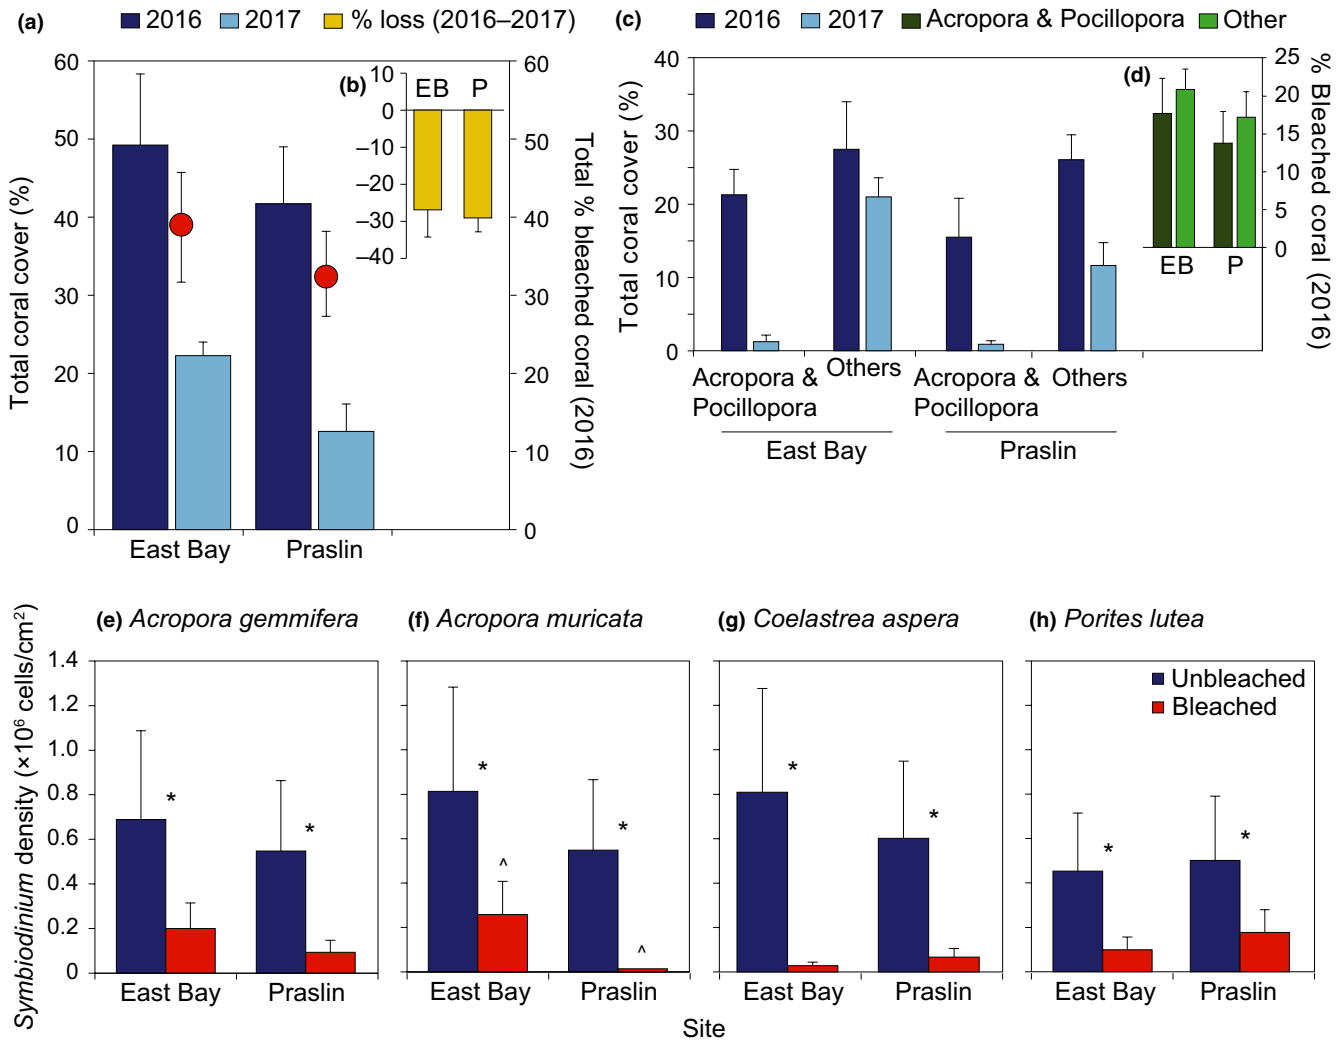 (a) 2016 2017 % loss (2016–2017)
Total coral cover (%)
60
50
40
30
20
10
0
East Bay Praslin
60
50
40
30
20
10
0
Total % bleached coral (2016)
(b) EB P
10
0
–10
–20
–30
–40
(c) 2016 2017 Acropora & Pocillopora Other
Total coral cover (%)
40
30
20
10
0
Acropora & Pocillopora
Others
Acropora & Pocillopora
Others
East Bay
Praslin
(d)
25
20
15
10
5
0
EB P
% Bleached coral (2016)
Symbiodinium density (×10⁶ cells/cm²)
(e) Acropora gemmifera
1.4
1.2
1.0
0.8
0.6
0.4
0.2
0
* *
East Bay Praslin
(f) Acropora muricata
* *
^ ^
East Bay Praslin
(g) Coelastrea aspera
* *
East Bay Praslin
(h) Porites lutea
Unbleached
Bleached
* *
East Bay Praslin
Site